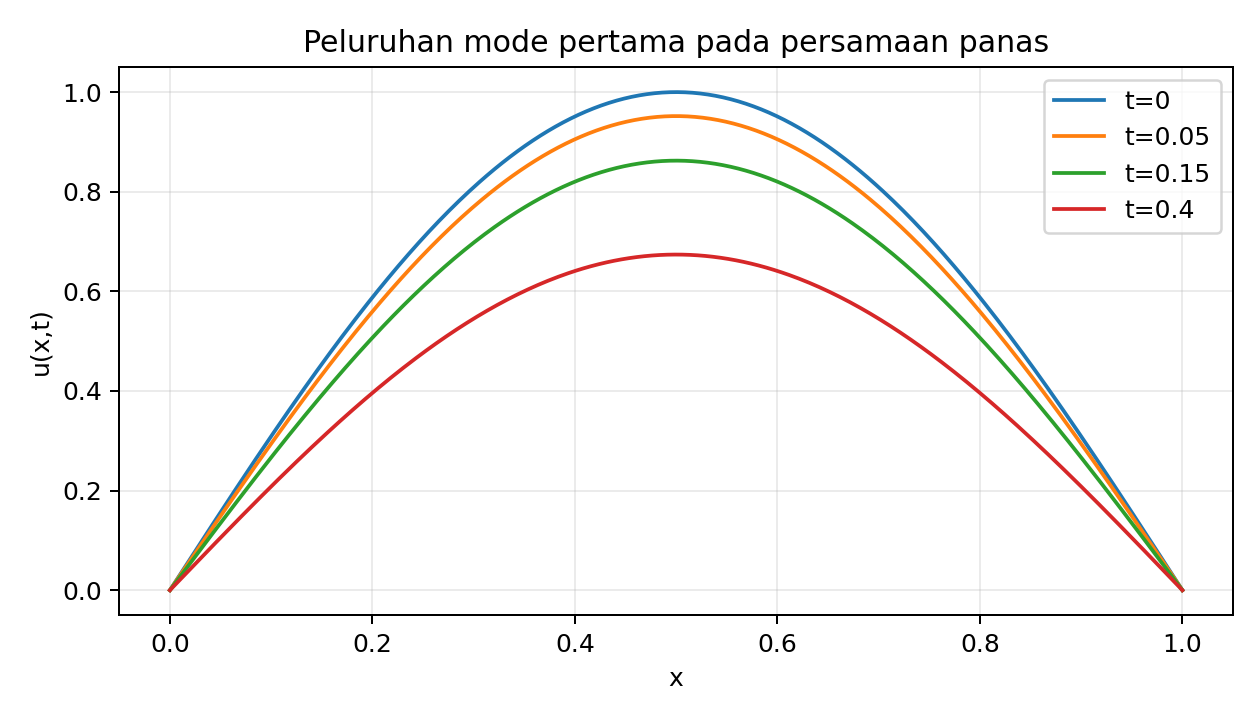 Peluruhan mode pertama pada persamaan panas
t=0
t=0.05
t=0.15
t=0.4
u(x,t)
1.0
0.8
0.6
0.4
0.2
0.0
0.0 0.2 0.4 0.6 0.8 1.0
x